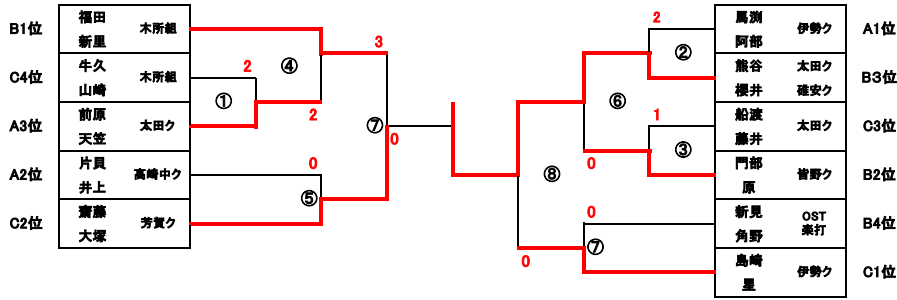 B1位 福田 新里 木所組
C4位 牛久 山崎 木所組
A3位 前原 天笠 太田ク
A2位 片貝 井上 高崎中ク
C2位 齋藤 大塚 芳賀ク
3
④
2
①
2
⑦
0
0
⑤
馬渕 阿部 伊勢ク A1位
熊谷 太田ク 櫻井 碓安ク B3位
船渡 藤井 太田ク C3位
門部 原 皆野ク B2位
新見 角野 OST 楽打 B4位
島崎 星 伊勢ク C1位
2
②
⑥
1
③
0
⑧
0
⑦
0